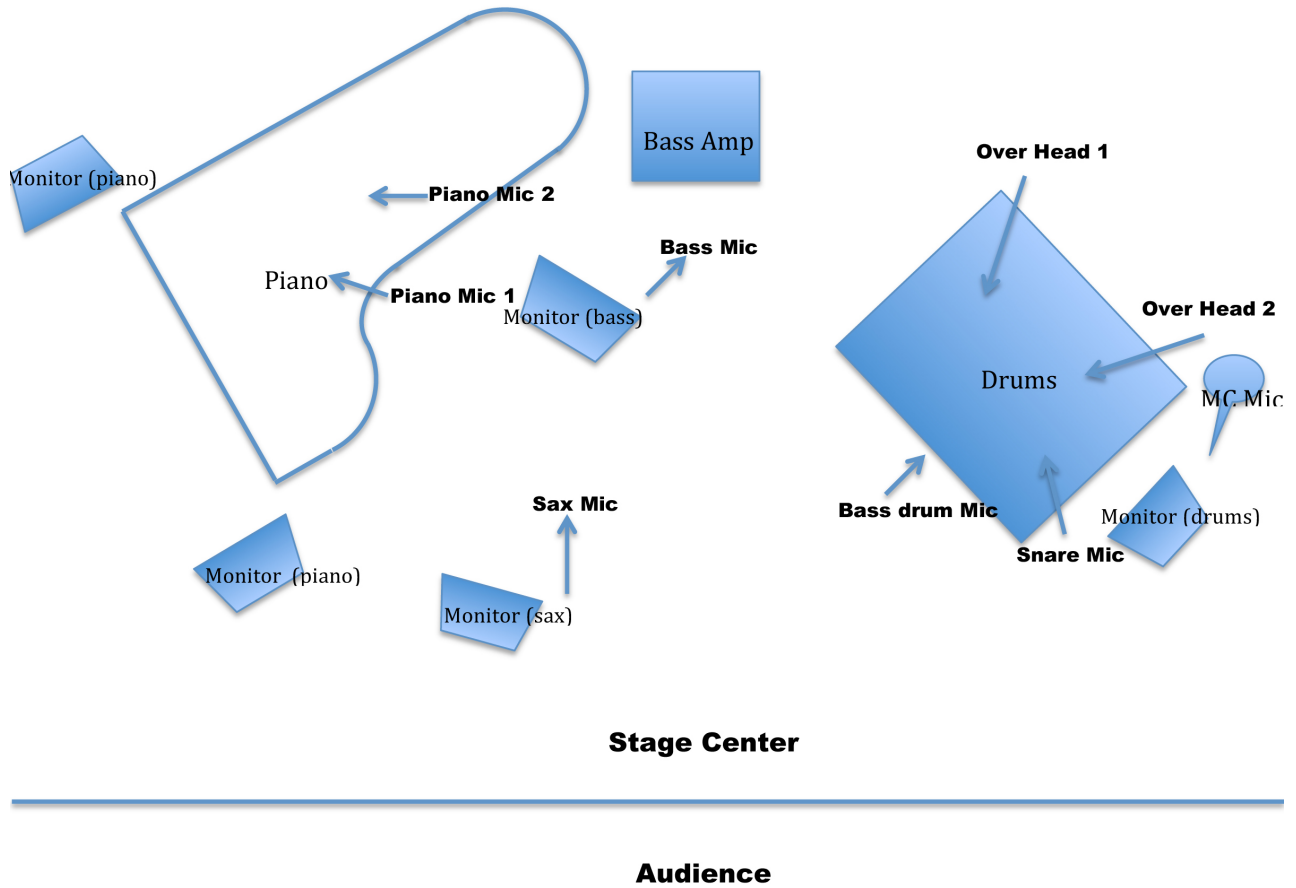 Bass Amp
Over Head 1
Monitor (piano)
Piano Mic 2
Bass Mic
Piano
Piano Mic 1
Monitor (bass)
Over Head 2
Drums
MC Mic
Sax Mic
Bass drum Mic
Monitor (drums)
Snare Mic
Monitor (piano)
Monitor (sax)
Stage Center
Audience